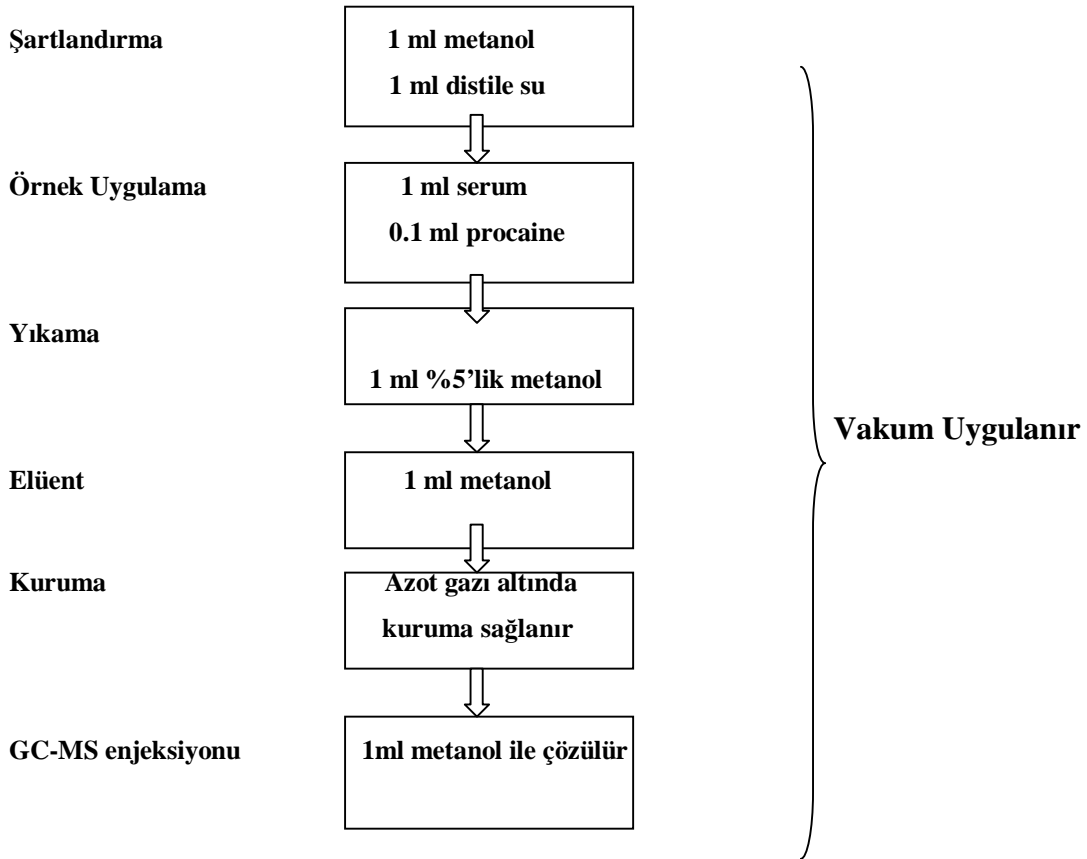 Şartlandırma
1 ml metanol
1 ml distile su
Örnek Uygulama
1 ml serum
0.1 ml procaine
Yıkama
1 ml %5’lik metanol
Vakum Uygulanır
Elüent
1 ml metanol
Kuruma
Azot gazı altında
kuruma sağlanır
GC-MS enjeksiyonu
1ml metanol ile çözülür